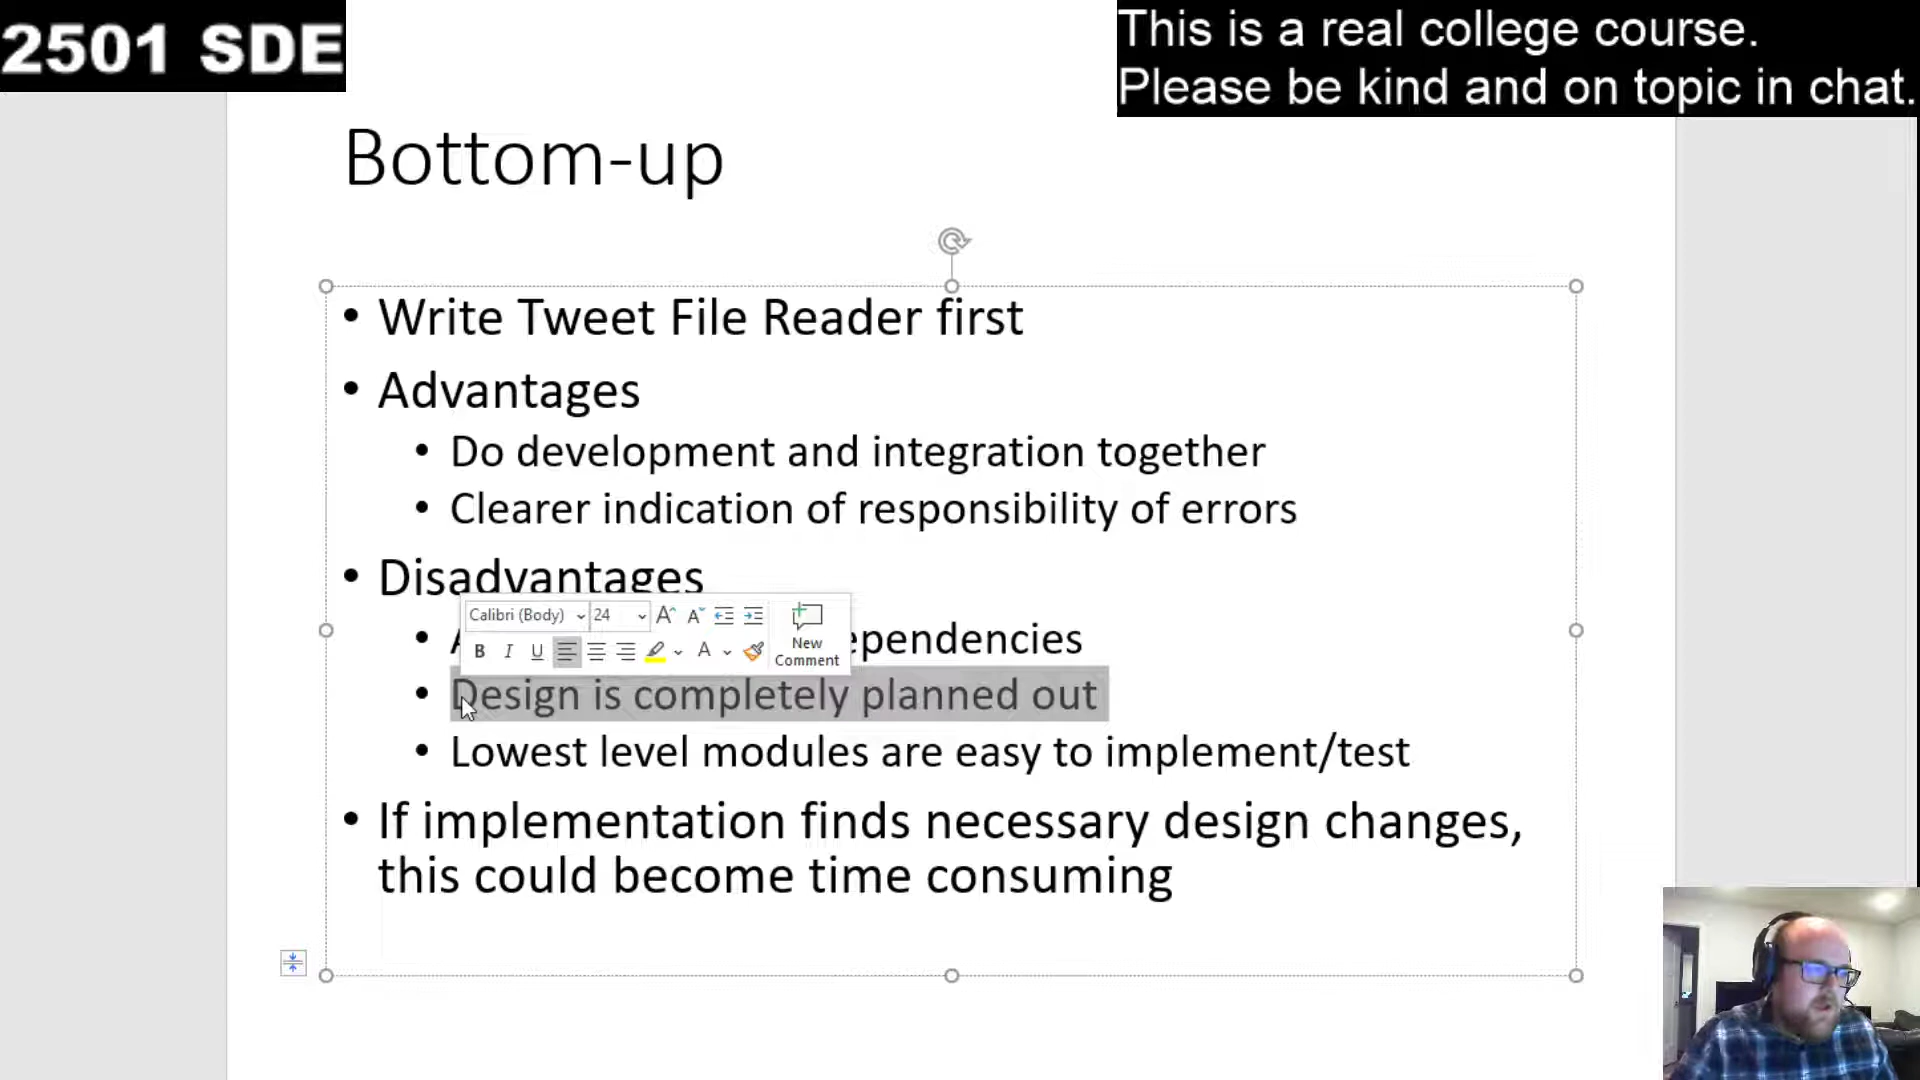 2501 SDE
This is a real college course.
Please be kind and on topic in chat.
Bottom-up
• Write Tweet File Reader first
• Advantages
• Do development and integration together
• Clearer indication of responsibility of errors
• Disadvantages
Calibri (Body) 24
B I U A New
Comment
• Design is completely planned out
• Lowest level modules are easy to implement/test
• If implementation finds necessary design changes,
this could become time consuming